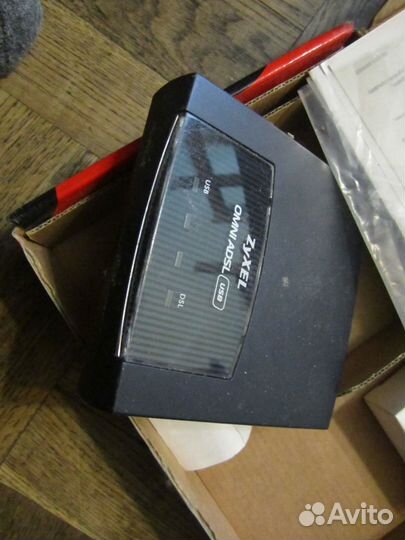 ZyXEL
OMNI ADSL USB
USB
DSL
Avito